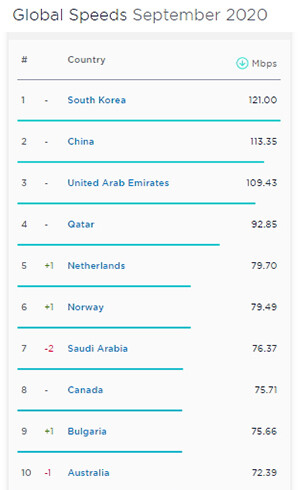 Global Speeds September 2020
# Country Mbps
1 - South Korea 121.00
2 - China 113.35
3 - United Arab Emirates 109.43
4 - Qatar 92.85
5 +1 Netherlands 79.70
6 +1 Norway 79.49
7 -2 Saudi Arabia 76.37
8 - Canada 75.71
9 +1 Bulgaria 75.66
10 -1 Australia 72.39